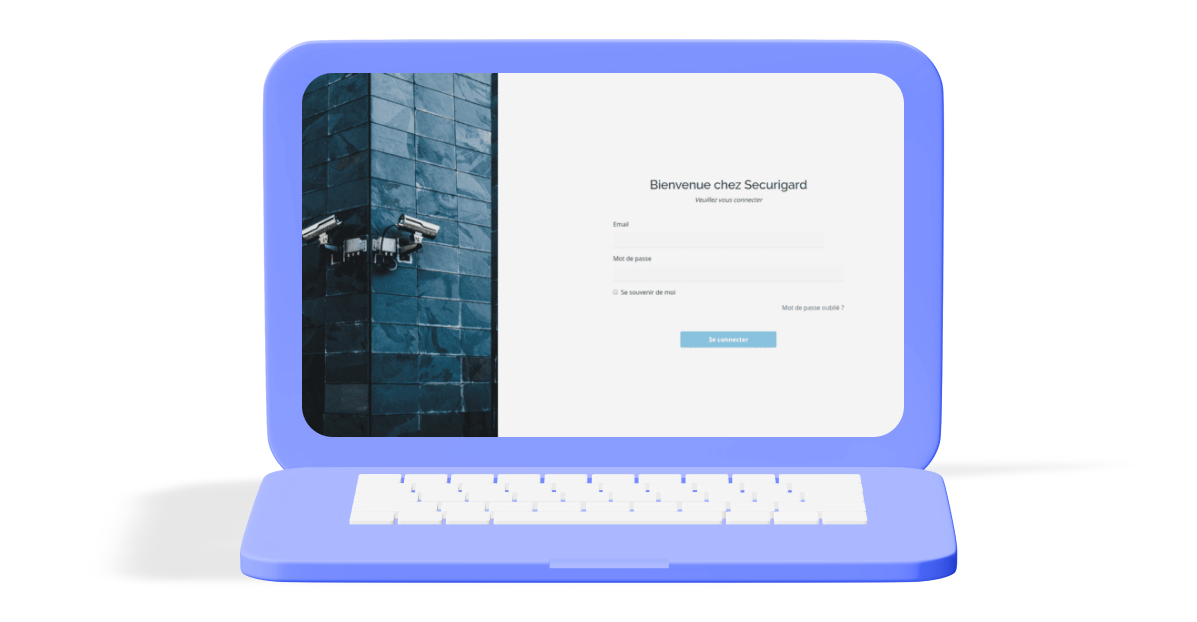 Bienvenue chez Securigard
Veuillez vous connecter
Email
Mot de passe
Se souvenir de moi
Mot de passe oublié ?
Se connecter